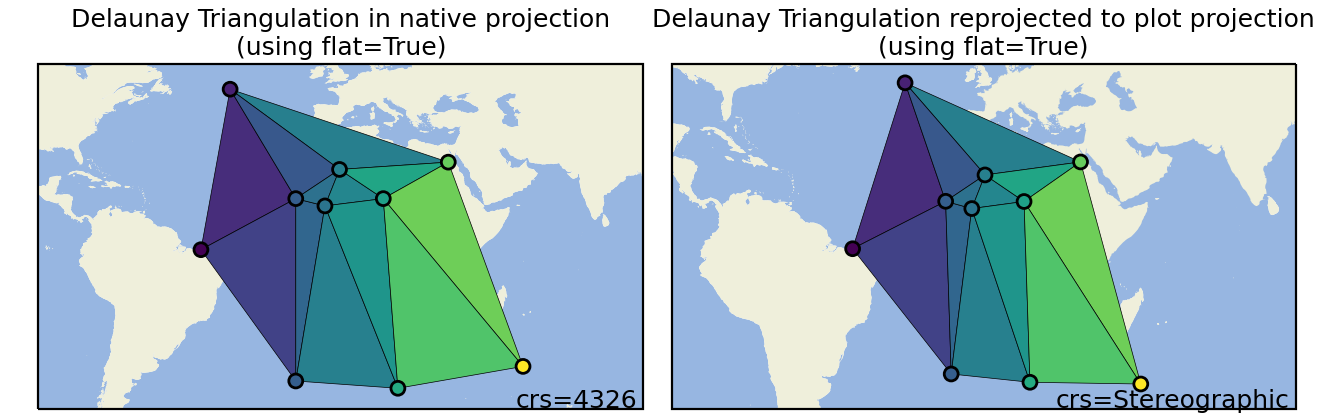 Delaunay Triangulation in native projection
(using flat=True)
Delaunay Triangulation reprojected to plot projection
(using flat=True)
crs=4326
crs=Stereographic